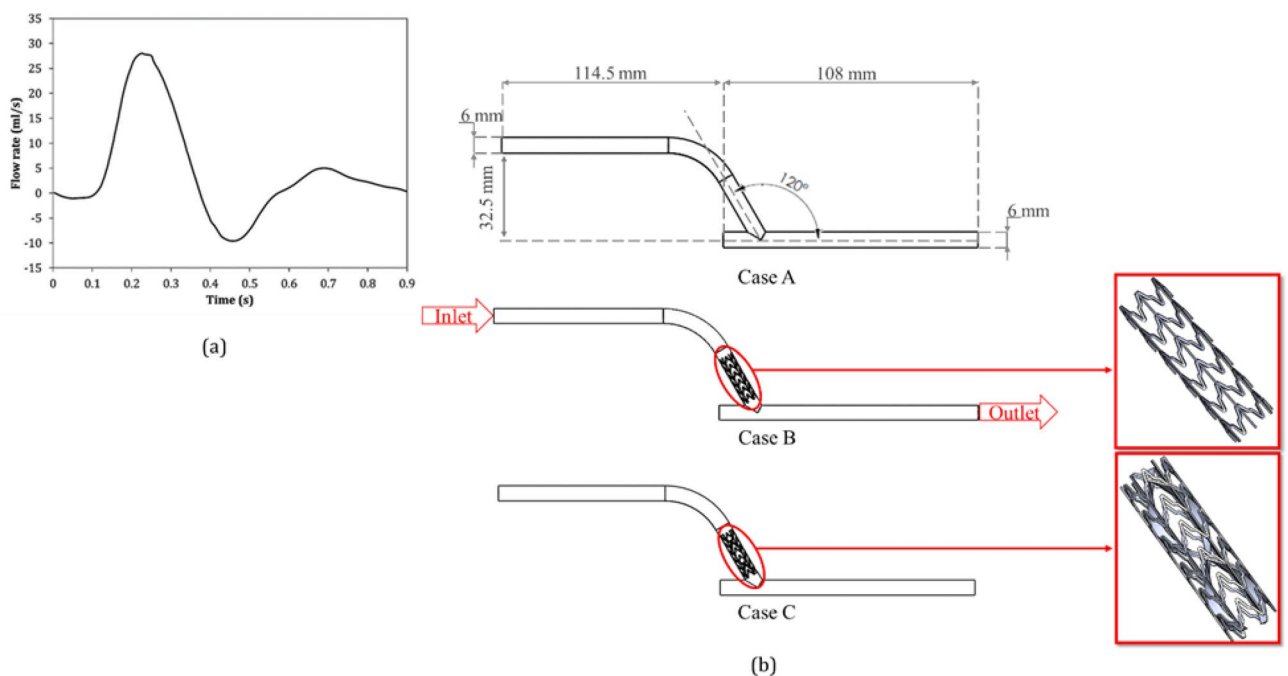 35
30
25
20
15
10
5
0
-5
-10
-15
Flow rate (ml/s)
0 0.1 0.2 0.3 0.4 0.5 0.6 0.7 0.8 0.9
Time (s)
(a)
114.5 mm 108 mm
6 mm
32.5 mm
120°
6 mm
Case A
Inlet
Outlet
Case B
Case C
(b)